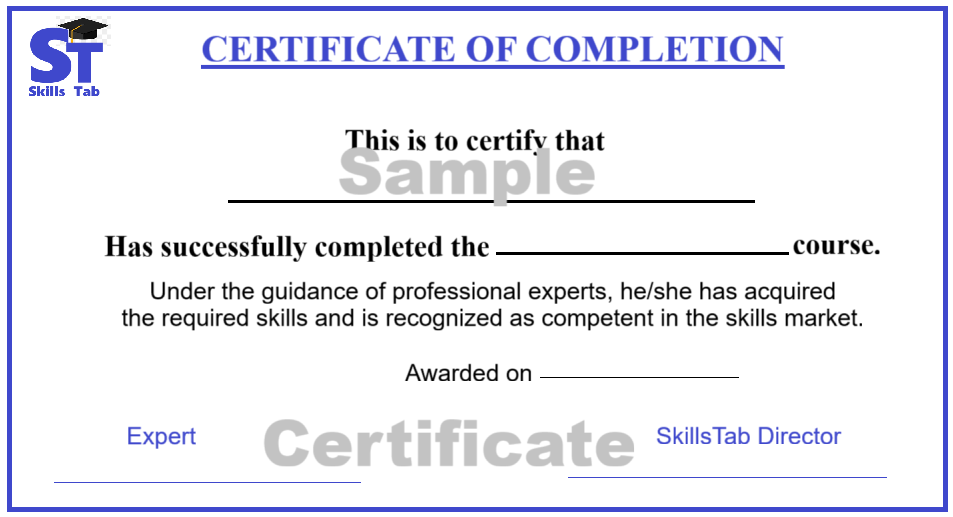 ST
Skills Tab
CERTIFICATE OF COMPLETION
This is to certify that
Sample
Has successfully completed the course.
Under the guidance of professional experts, he/she has acquired
the required skills and is recognized as competent in the skills market.
Awarded on
Expert
Certificate
SkillsTab Director